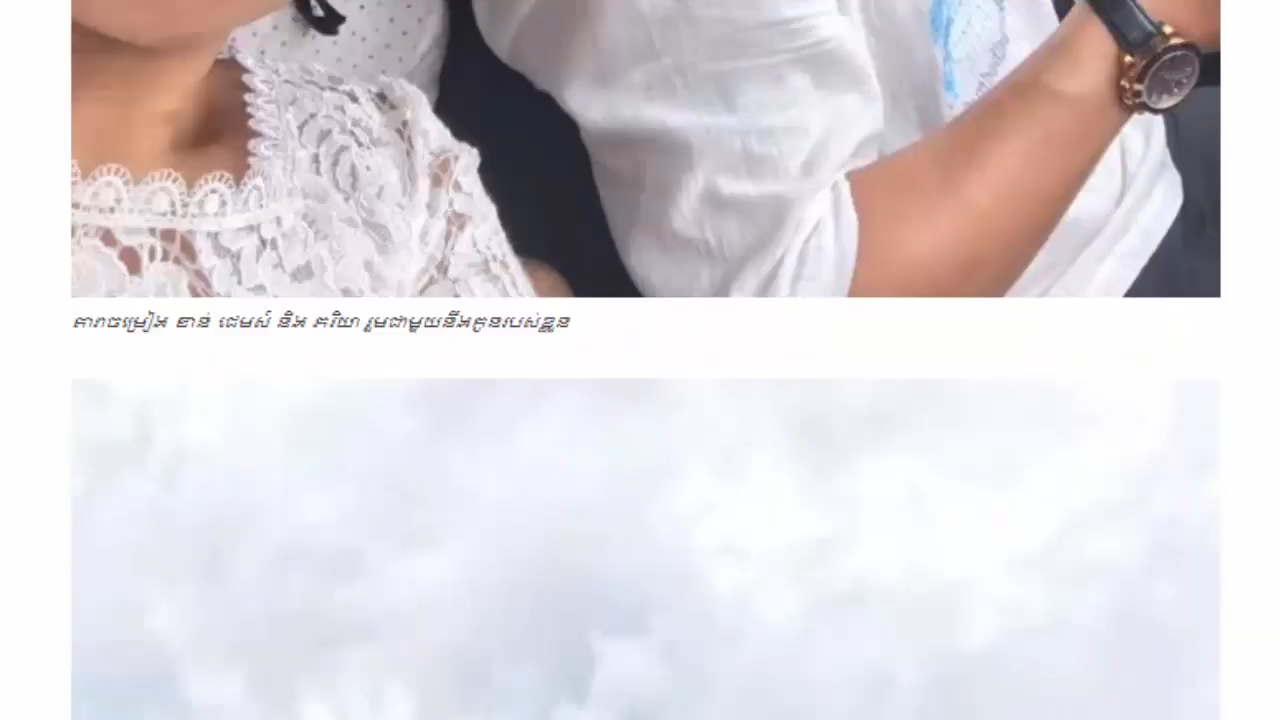 តារាចម្រៀង ខាន់ ជេមស៍ និង ភរិយា រួមជាមួយនឹងកូនរបស់ខ្លួន